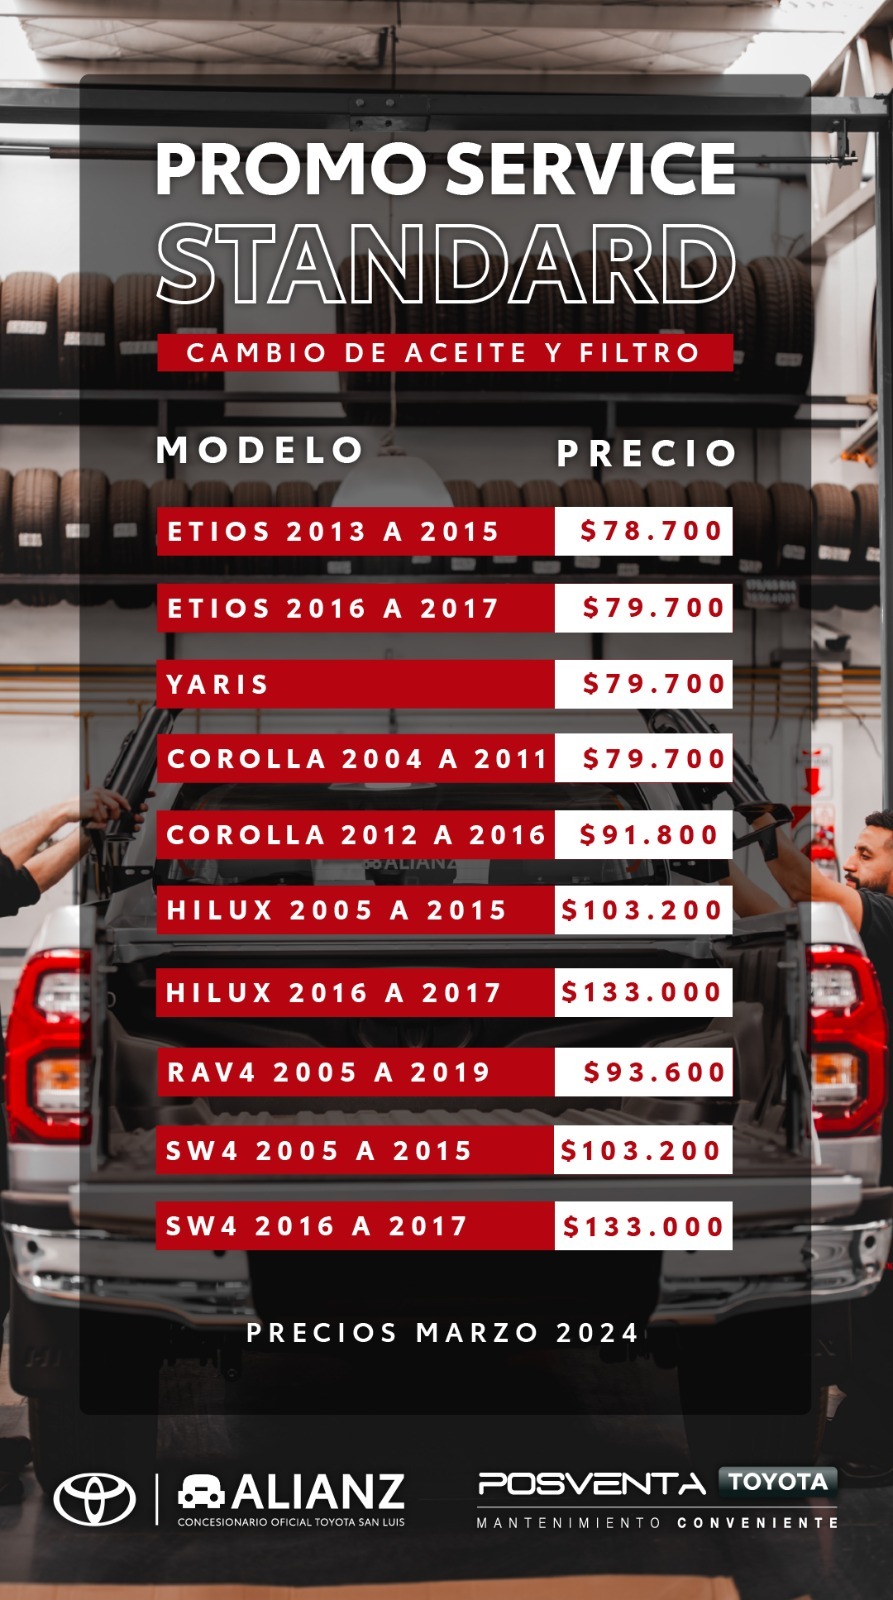 PROMO SERVICE
STANDARD
CAMBIO DE ACEITE Y FILTRO
MODELO PRECIO
ETIOS 2013 A 2015 $78.700
ETIOS 2016 A 2017 $79.700
YARIS $79.700
COROLLA 2004 A 2011 $79.700
COROLLA 2012 A 2016 $91.800
ALIANZ
HILUX 2005 A 2015 $103.200
HILUX 2016 A 2017 $133.000
RAV4 2005 A 2019 $93.600
SW4 2005 A 2015 $103.200
SW4 2016 A 2017 $133.000
PRECIOS MARZO 2024
ALIANZ
CONCESIONARIO OFICIAL TOYOTA SAN LUIS
POSVENTA TOYOTA
MANTENIMIENTO CONVENIENTE